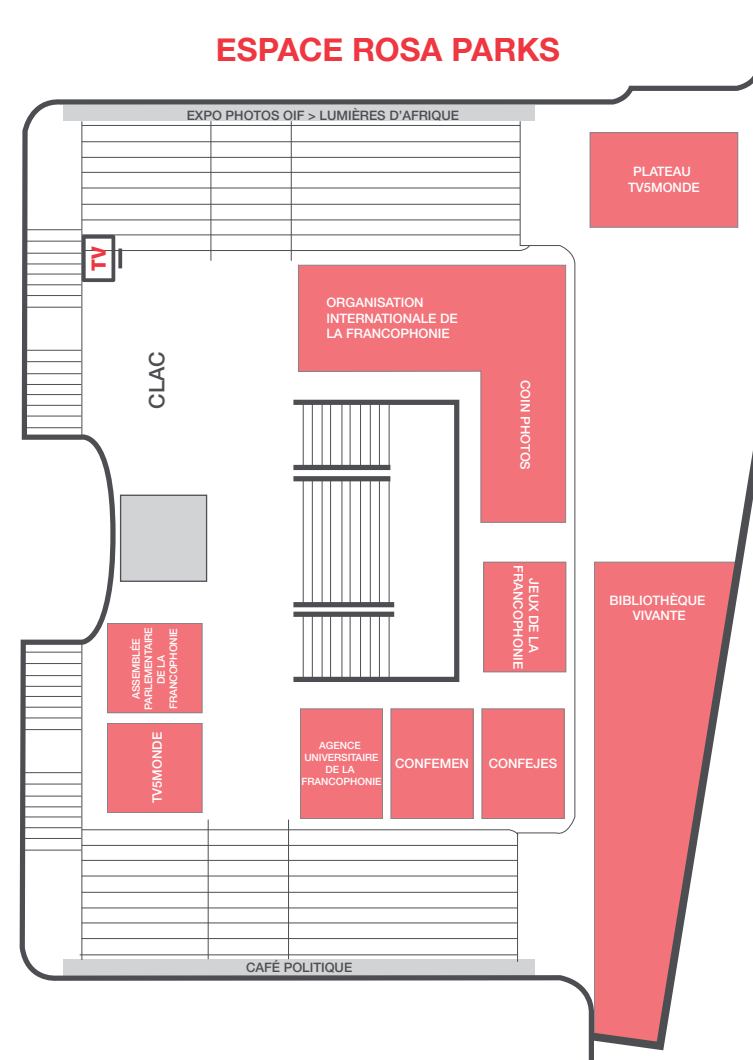 ESPACE ROSA PARKS
EXPO PHOTOS OIF > LUMIÈRES D'AFRIQUE
PLATEAU
TV5MONDE
TV
ORGANISATION
INTERNATIONALE DE
LA FRANCOPHONIE
CLAC
COIN PHOTOS
JEUX DE LA
FRANCOPHONIE
BIBLIOTHÈQUE
VIVANTE
ASSEMBLÉE
PARLEMENTAIRE
DE LA
FRANCOPHONIE
TV5MONDE
AGENCE
UNIVERSITAIRE
DE LA
FRANCOPHONIE
CONFEMEN
CONFEJES
CAFÉ POLITIQUE